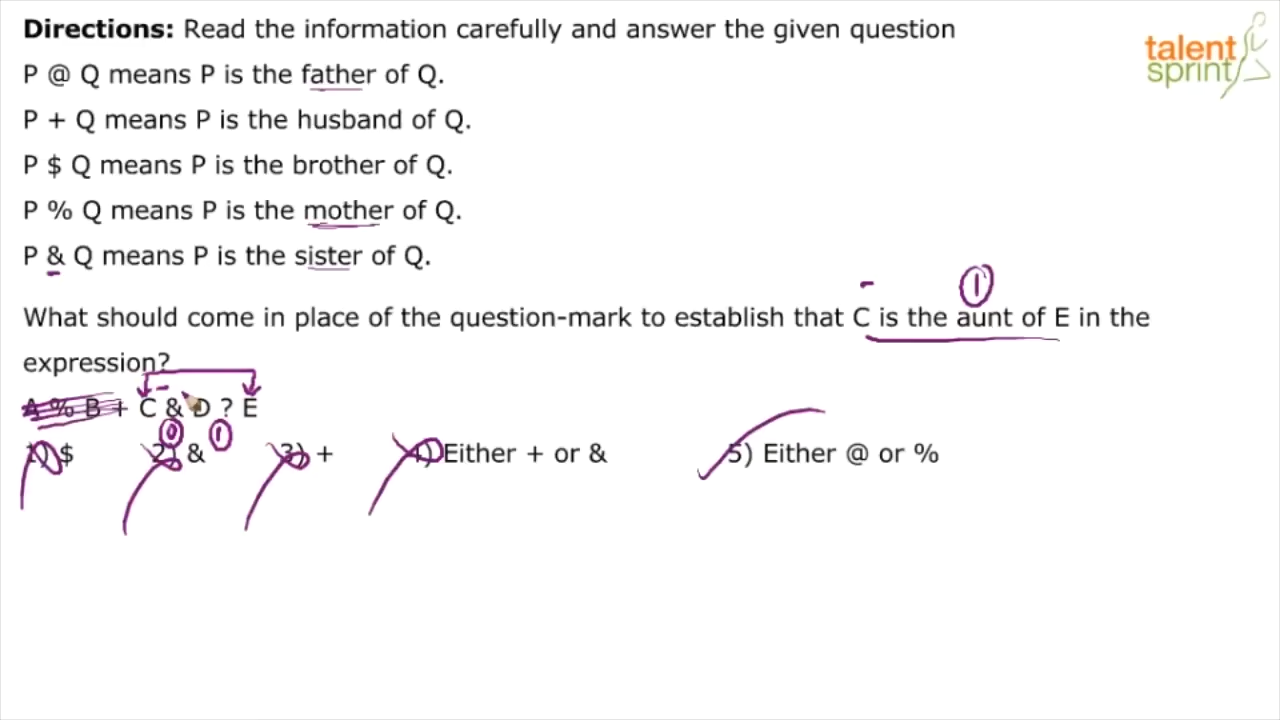 Directions: Read the information carefully and answer the given question
talent
sprint
P @ Q means P is the father of Q.
P + Q means P is the husband of Q.
P $ Q means P is the brother of Q.
P % Q means P is the mother of Q.
P & Q means P is the sister of Q.
- 1
What should come in place of the question-mark to establish that C is the aunt of E in the
expression?
-
A % B + C & D ? E
0 1
1) $ 2) & 3) + 4) Either + or & 5) Either @ or %